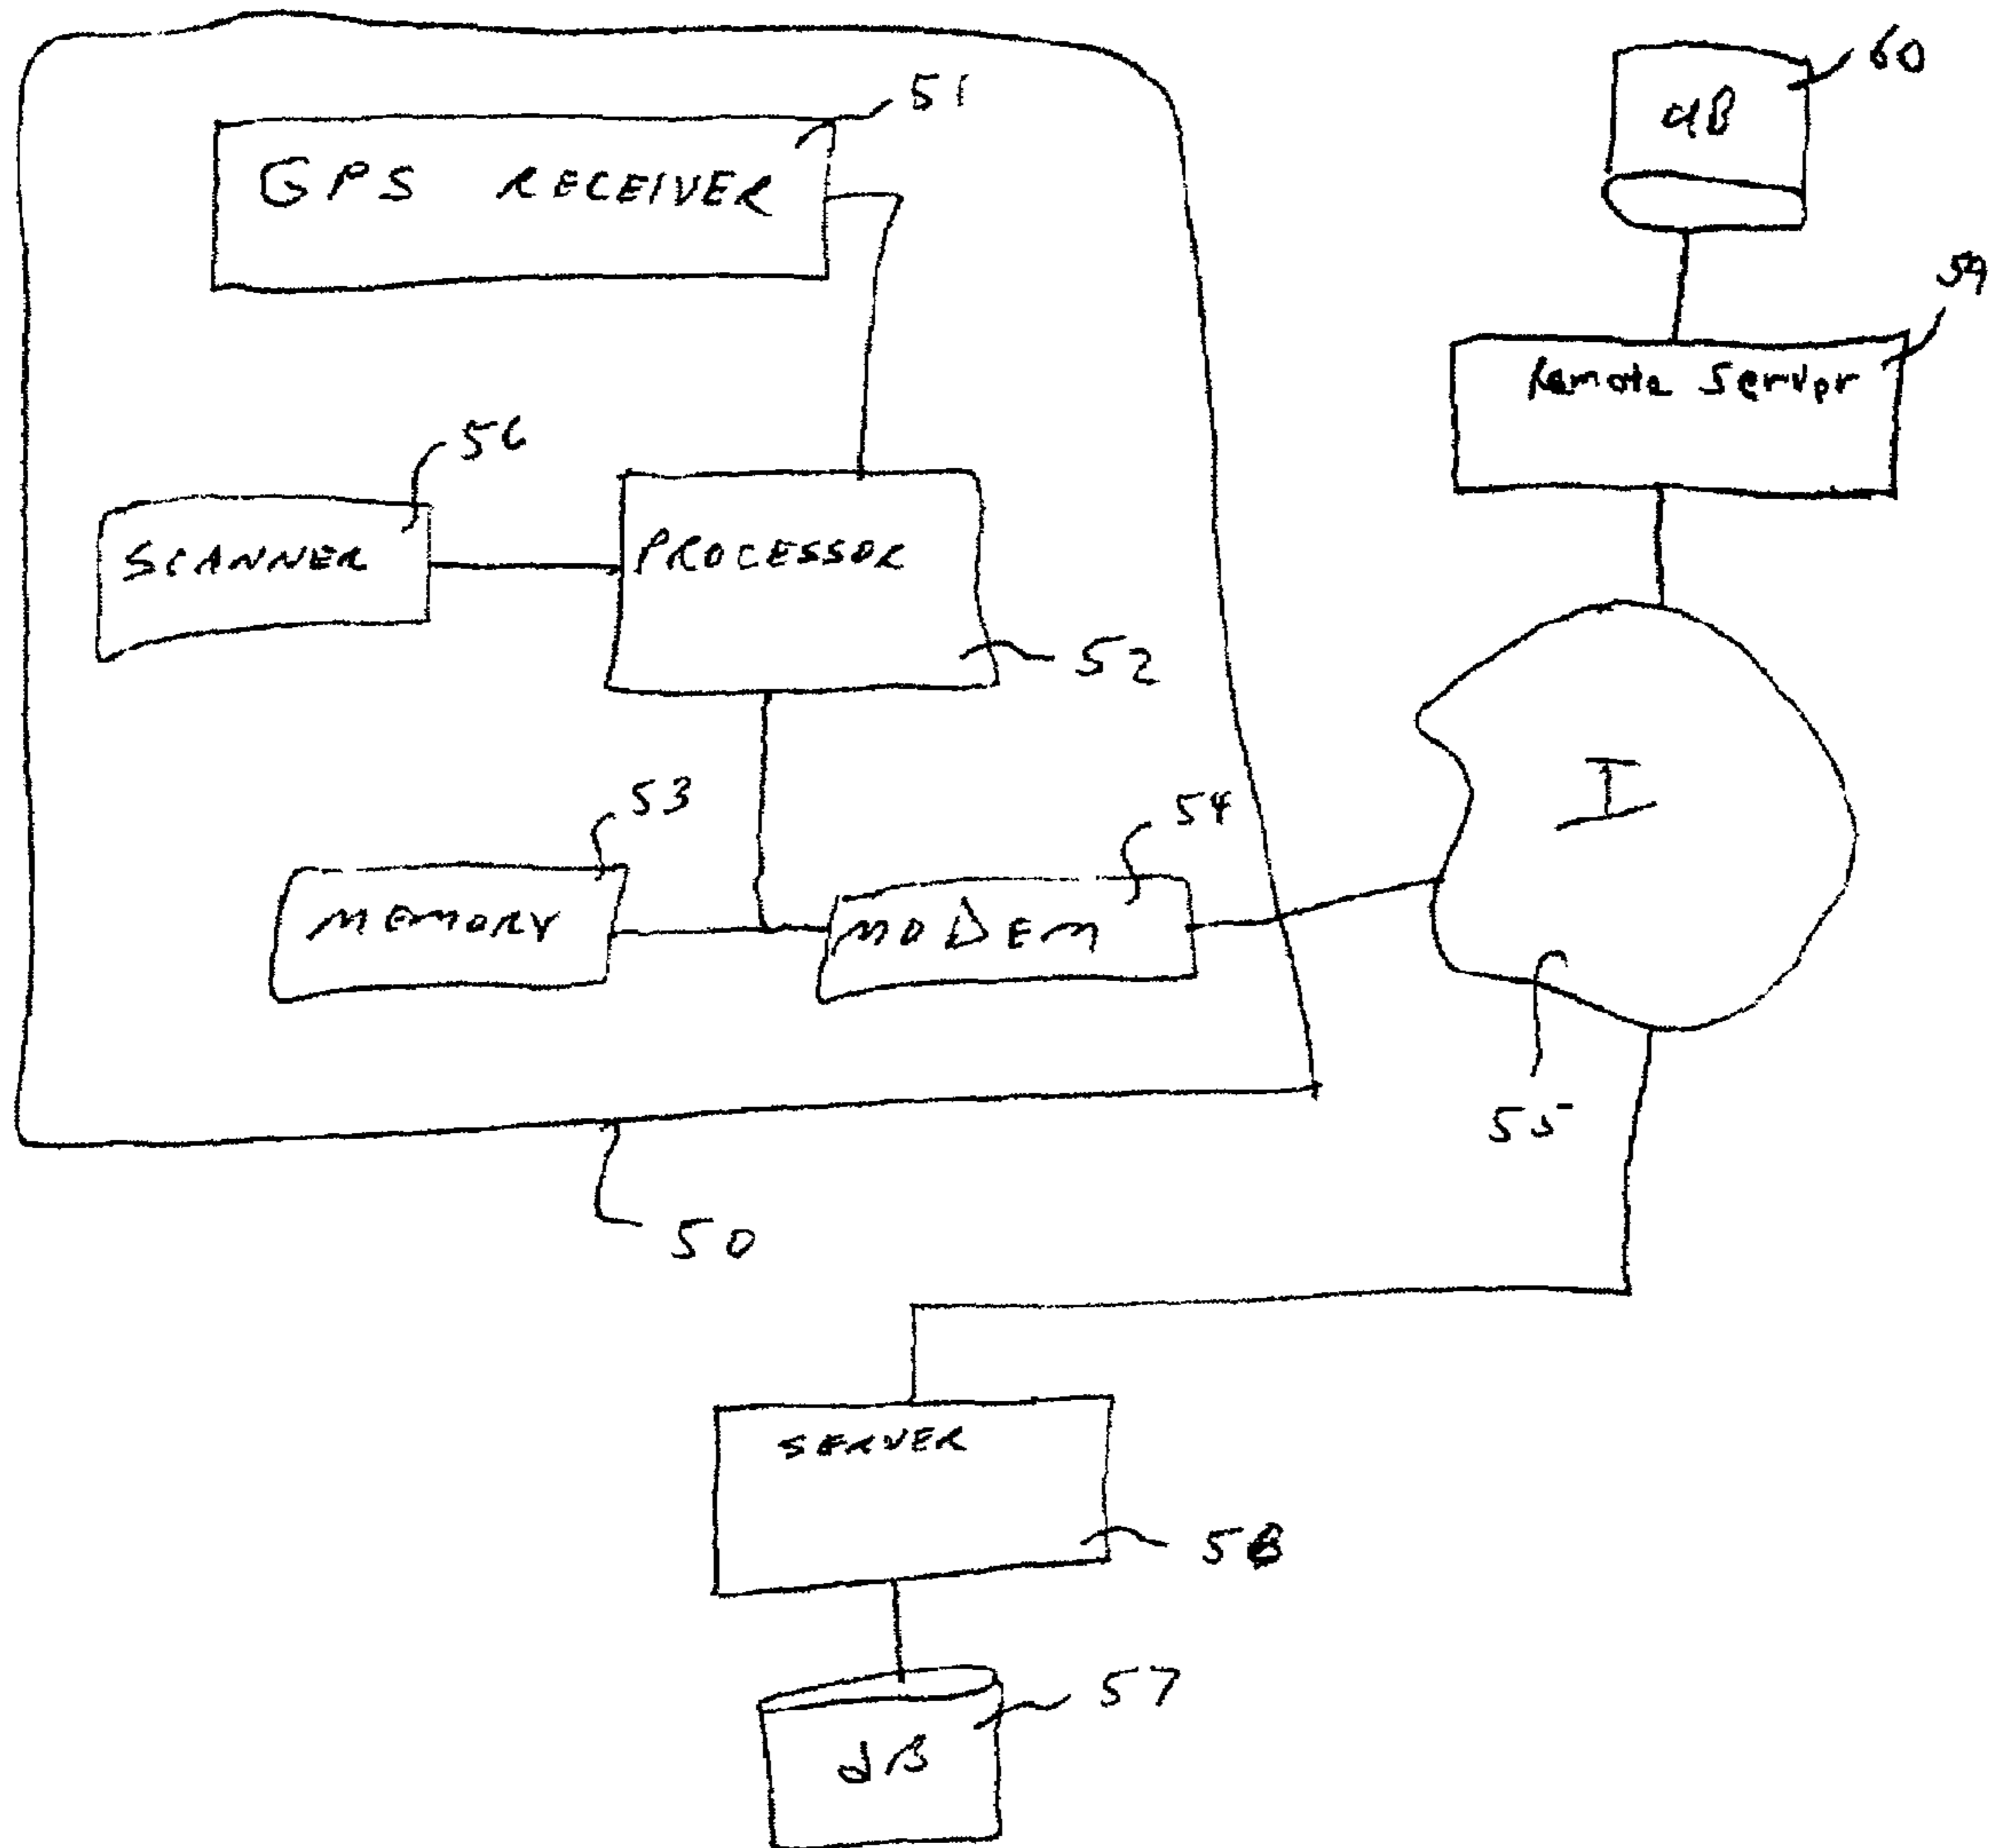 51
60
GPS RECEIVER
dB
59
56
Remote Server
SCANNER
PROCESSOR
52
I
53
54
MEMORY
MODEM
55
50
SERVER
58
57
dB